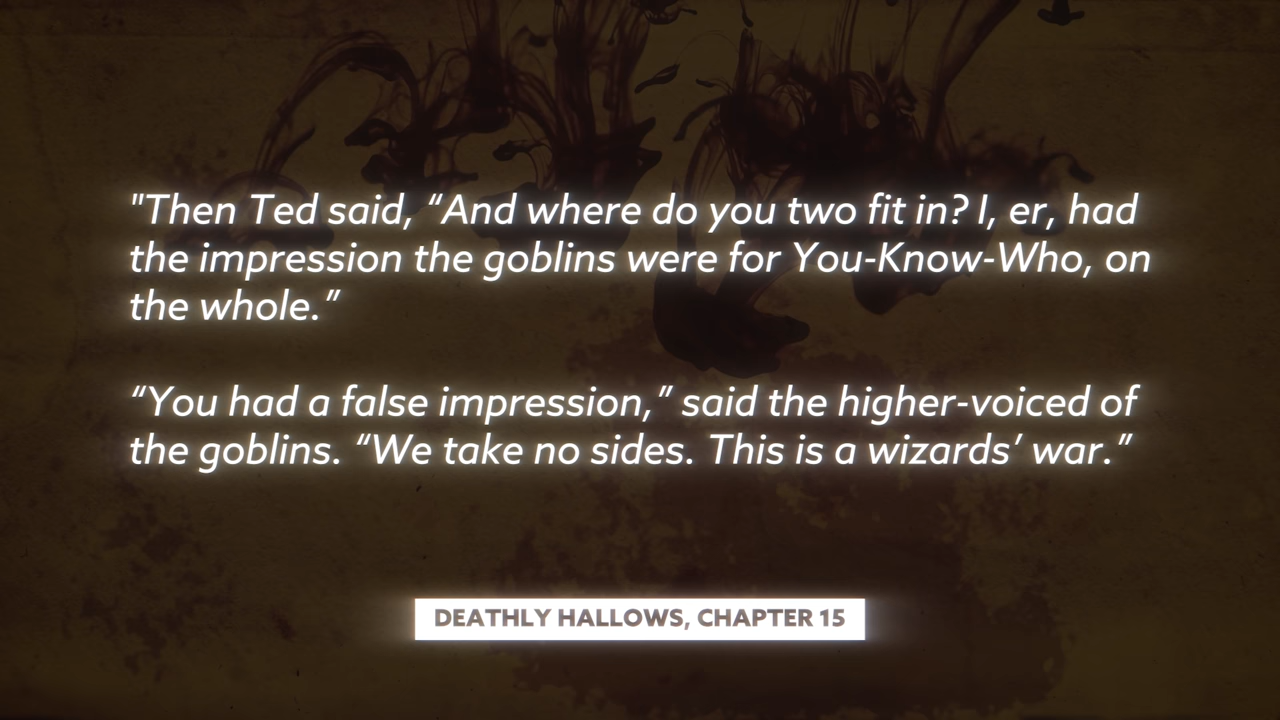 "Then Ted said, “And where do you two fit in? I, er, had
the impression the goblins were for You-Know-Who, on
the whole.”
“You had a false impression,” said the higher-voiced of
the goblins. “We take no sides. This is a wizards’ war.”
DEATHLY HALLOWS, CHAPTER 15